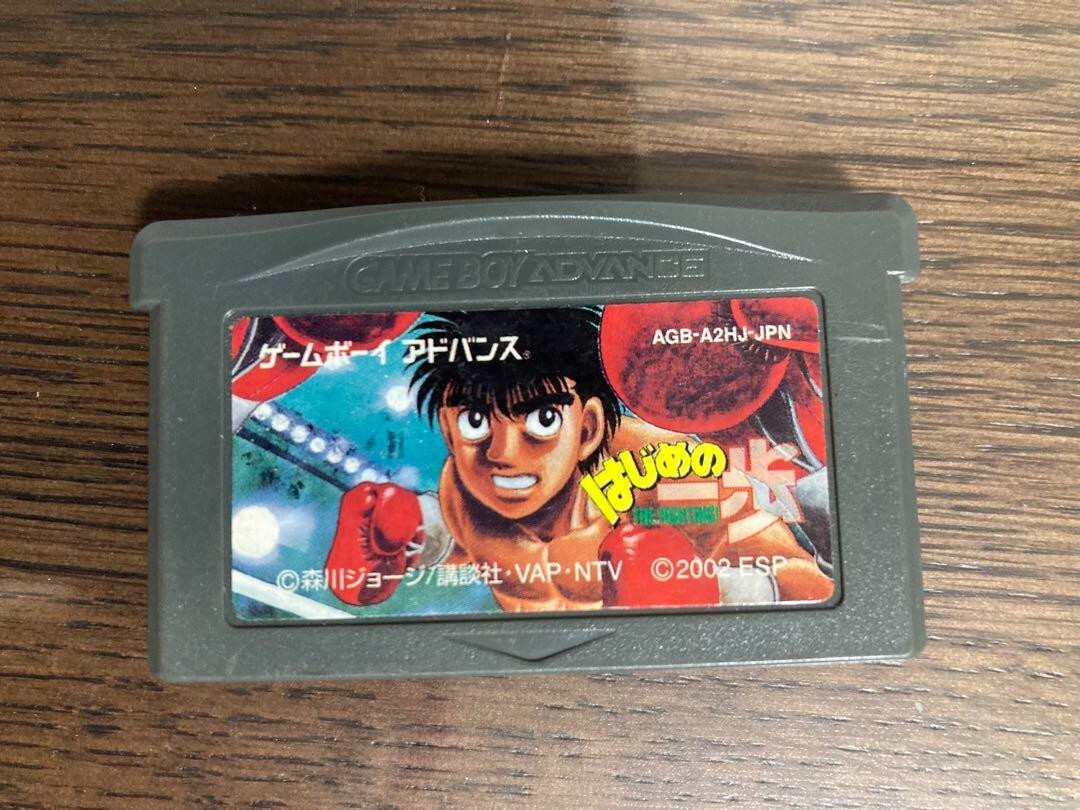 GAME BOY ADVANCE
ゲームボーイ アドバンス®
AGB-A2HJ-JPN
はじめの
一歩
THE FIGHTING!
©森川ジョージ/講談社・VAP・NTV ©2002 ESP